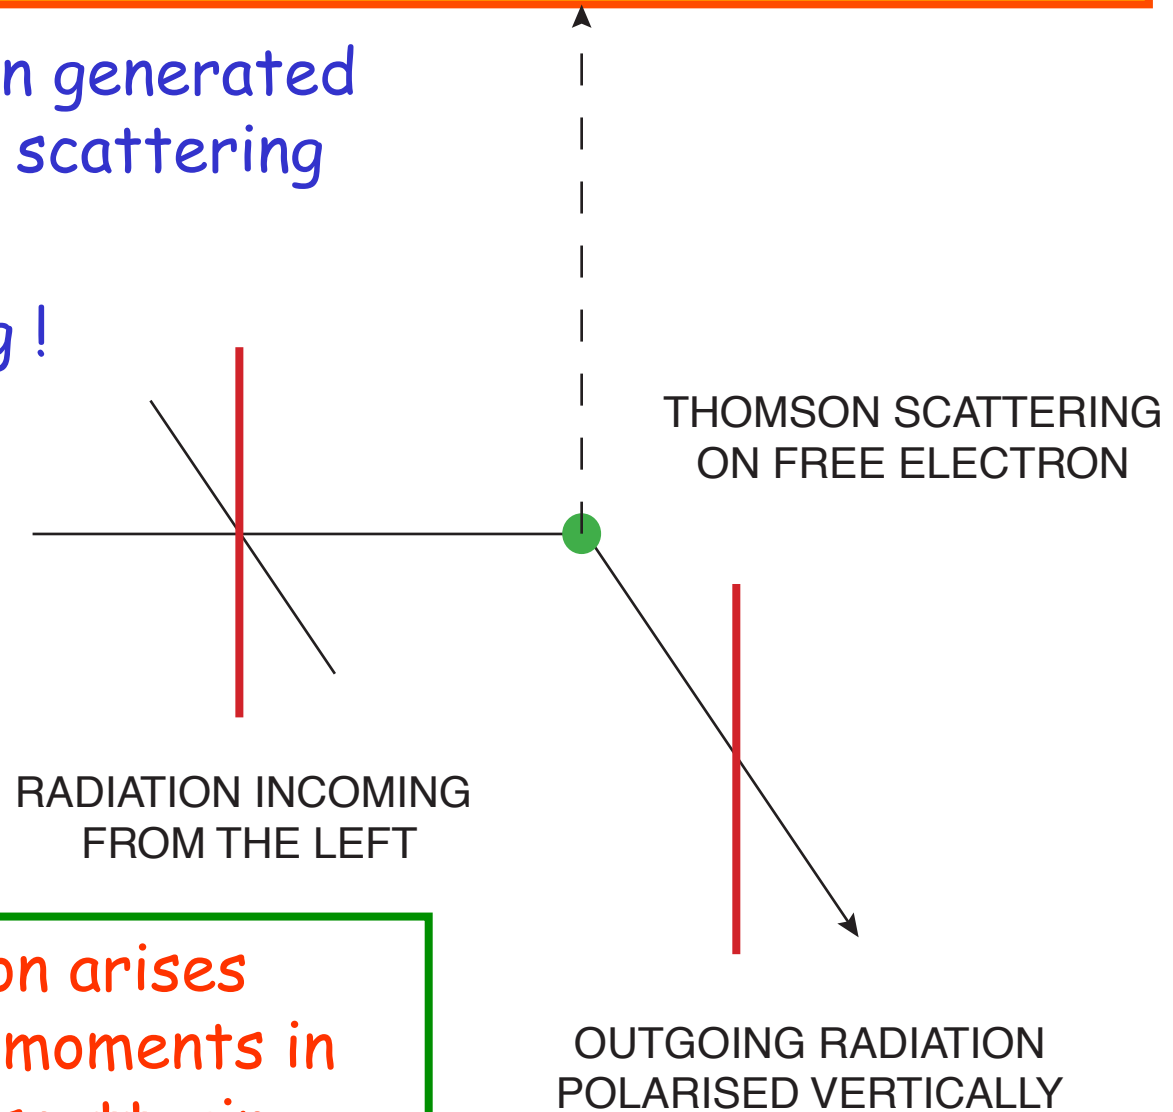 n generated
scattering
g !
THOMSON SCATTERING
ON FREE ELECTRON
RADIATION INCOMING
FROM THE LEFT
on arises
moments in
OUTGOING RADIATION
POLARISED VERTICALLY